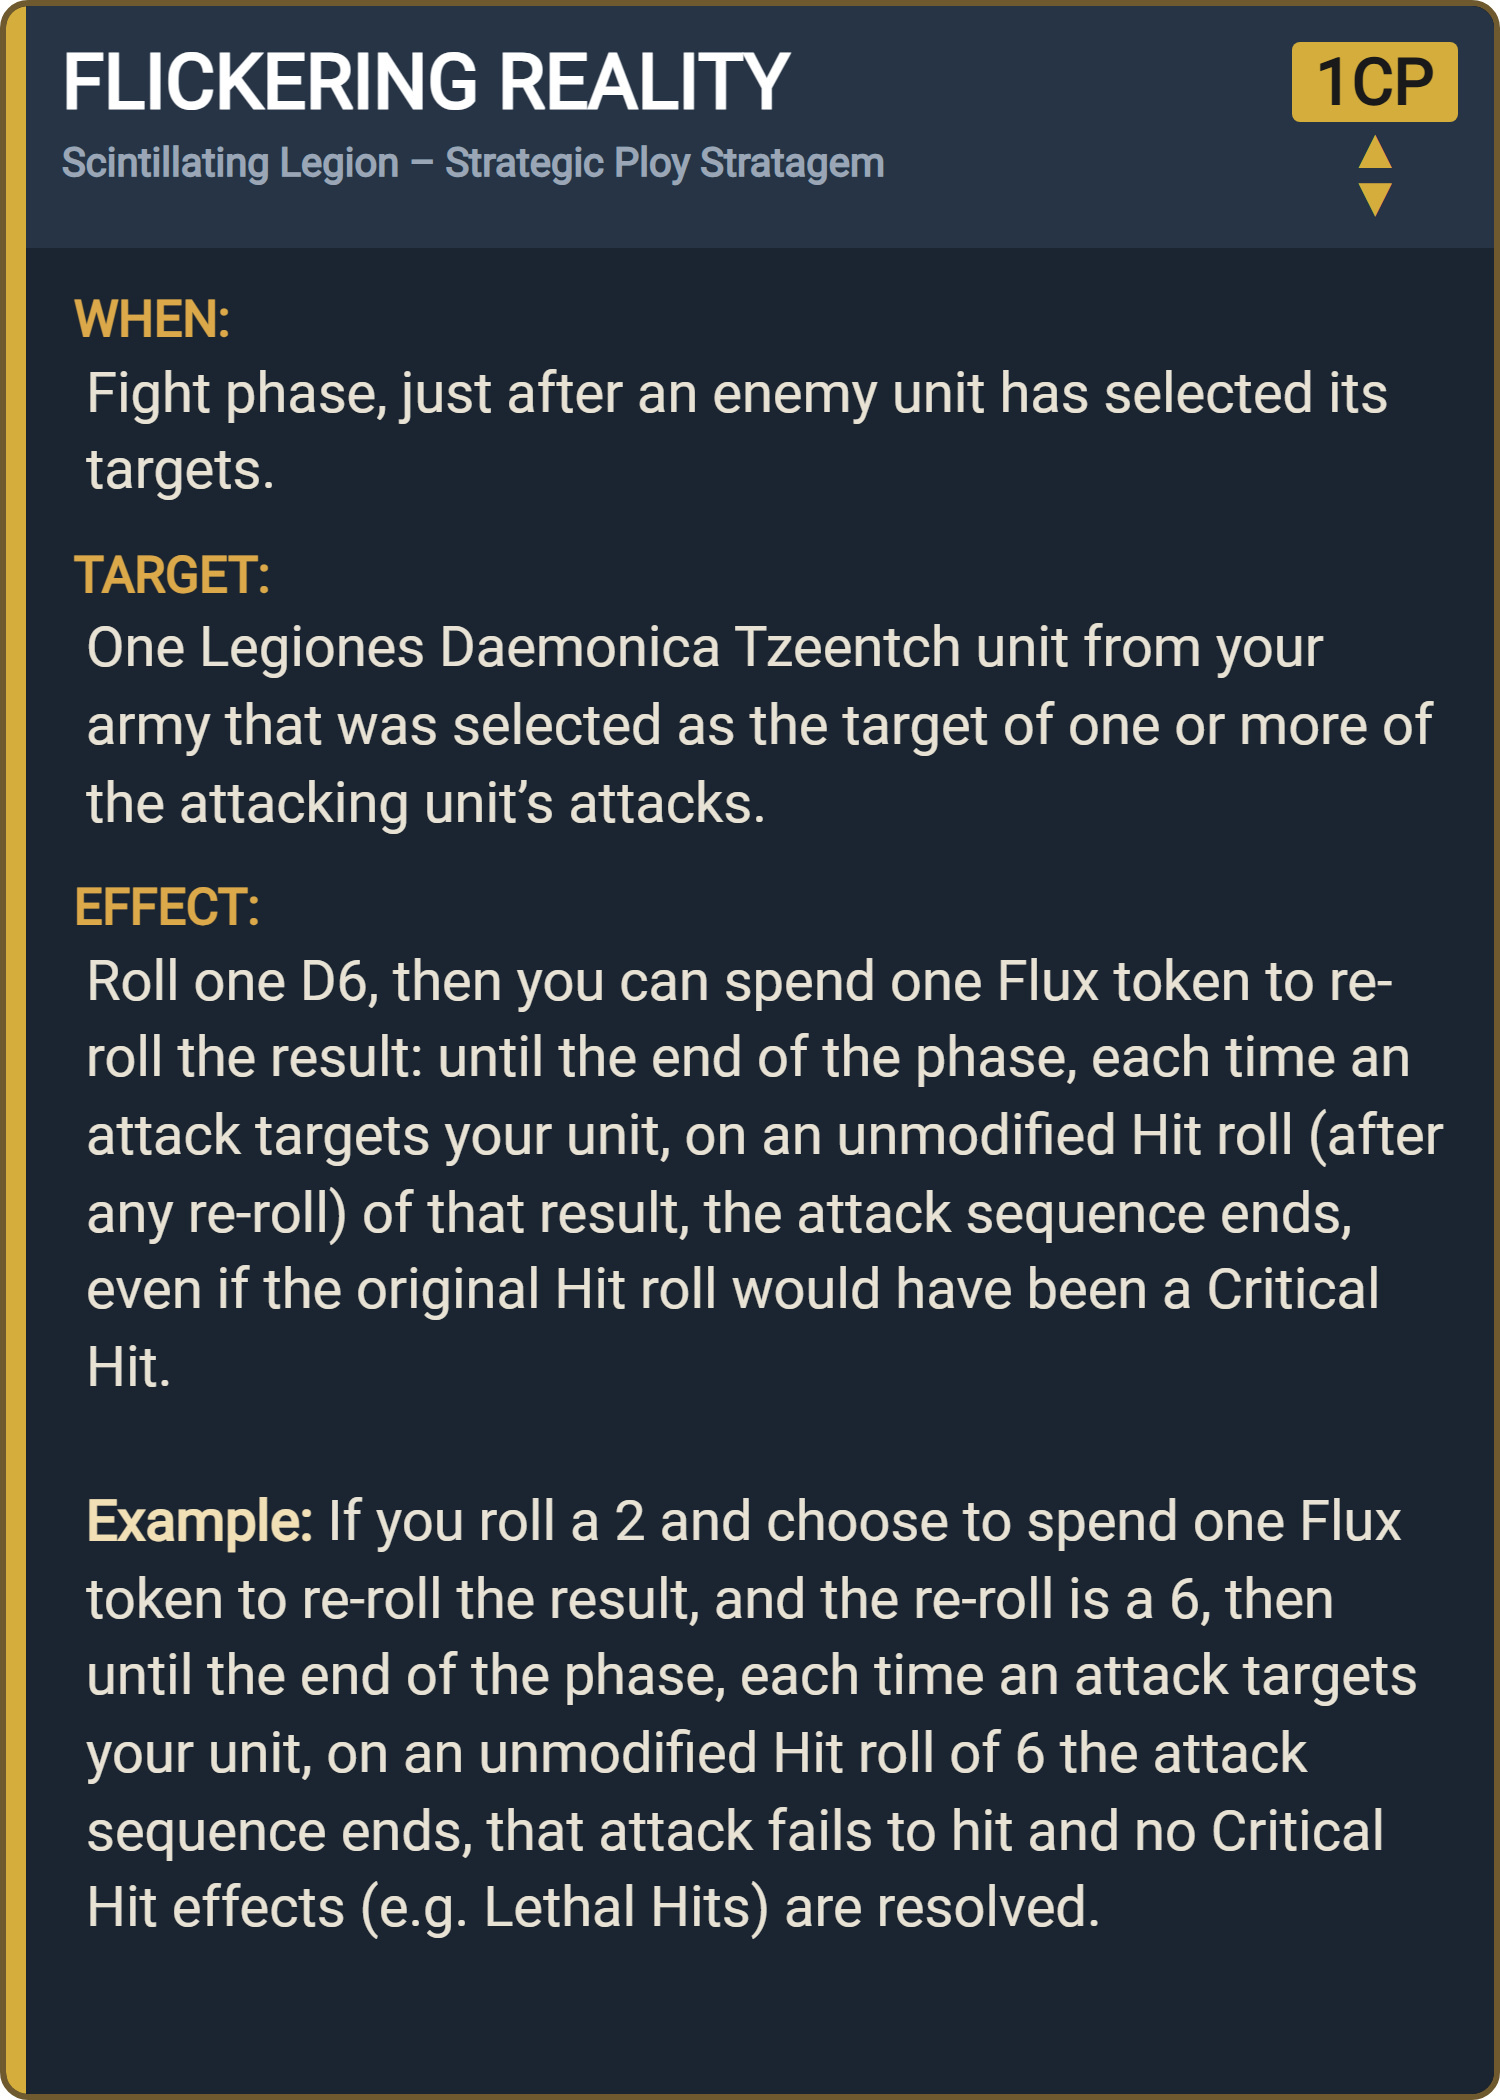 FLICKERING REALITY
1CP
Scintillating Legion – Strategic Ploy Stratagem
▲
▼
WHEN:
Fight phase, just after an enemy unit has selected its
targets.
TARGET:
One Legiones Daemonica Tzeentch unit from your
army that was selected as the target of one or more of
the attacking unit’s attacks.
EFFECT:
Roll one D6, then you can spend one Flux token to re-
roll the result: until the end of the phase, each time an
attack targets your unit, on an unmodified Hit roll (after
any re-roll) of that result, the attack sequence ends,
even if the original Hit roll would have been a Critical
Hit.
Example: If you roll a 2 and choose to spend one Flux
token to re-roll the result, and the re-roll is a 6, then
until the end of the phase, each time an attack targets
your unit, on an unmodified Hit roll of 6 the attack
sequence ends, that attack fails to hit and no Critical
Hit effects (e.g. Lethal Hits) are resolved.